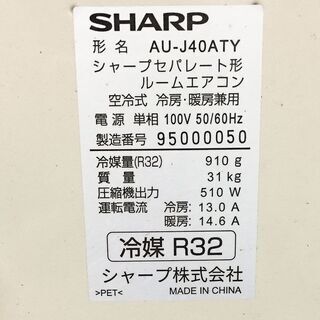 SHARP
形 名 AU-J40ATY
シャープセパレート形
ルームエアコン
空冷式 冷房・暖房兼用
電 源 単相 100V 50/60Hz
製造番号 95000050
冷媒量(R32) 910 g
質 量 31 kg
圧縮機出力 510 W
運転電流 冷房: 13.0 A
暖房: 14.6 A
冷媒 R32
シャープ株式会社
>PET< MADE IN CHINA